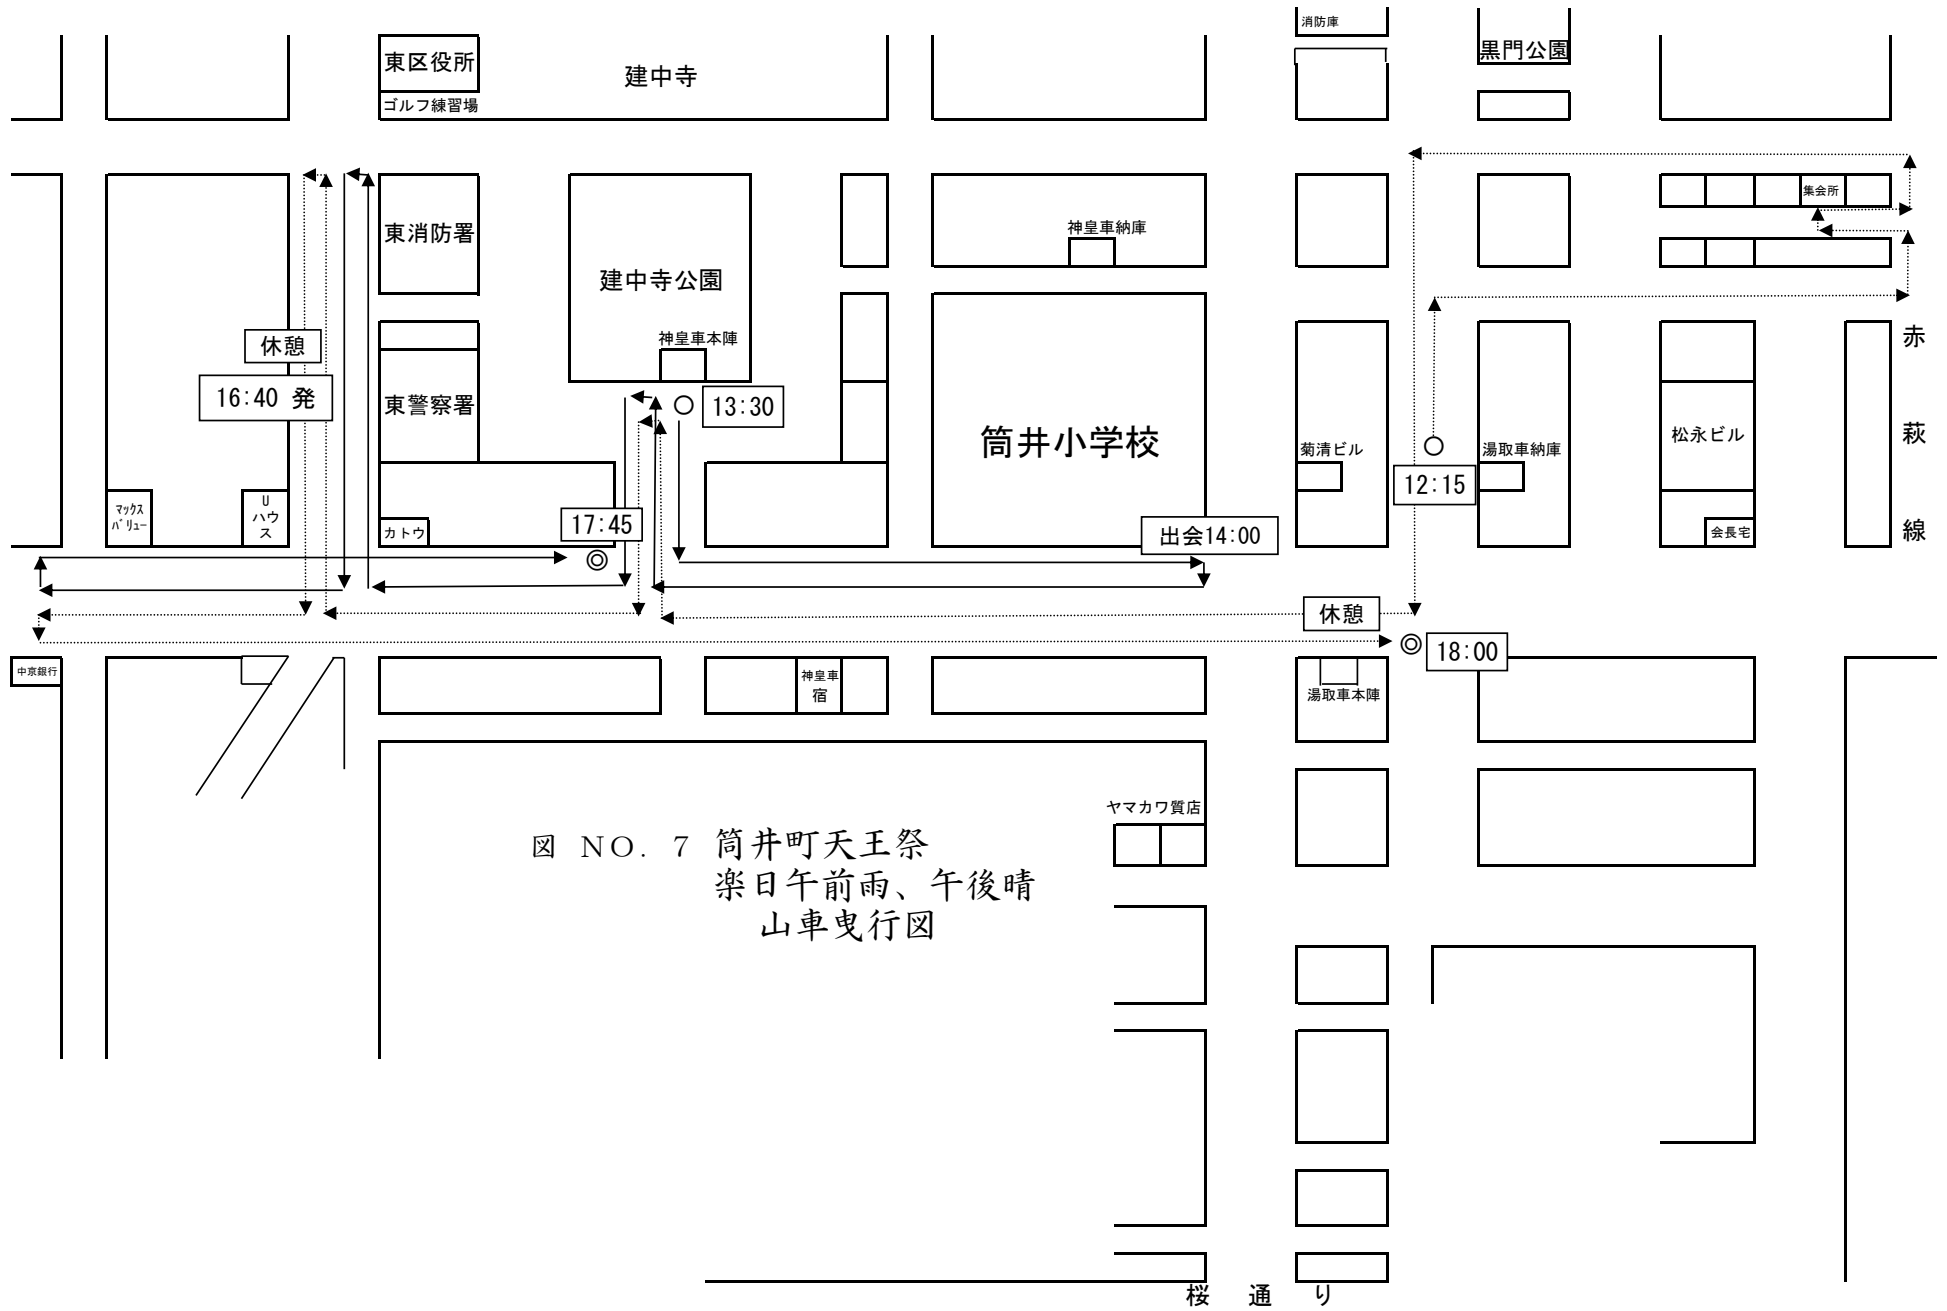 消防庫
東区役所
建中寺
黒門公園
ゴルフ練習場
集会所
東消防署
神皇車納庫
建中寺公園
赤萩線
休憩
神皇車本陣
16:40 発
東警察署
13:30
筒井小学校
菊清ビル
湯取車納庫
松永ビル
12:15
マックスバリュー
Uハウス
カトウ
17:45
出会14:00
会長宅
休憩
18:00
中京銀行
神皇車
宿
湯取車本陣
ヤマカワ質店
図 NO. 7 筒井町天王祭
楽日午前雨、午後晴
山車曳行図
桜通り